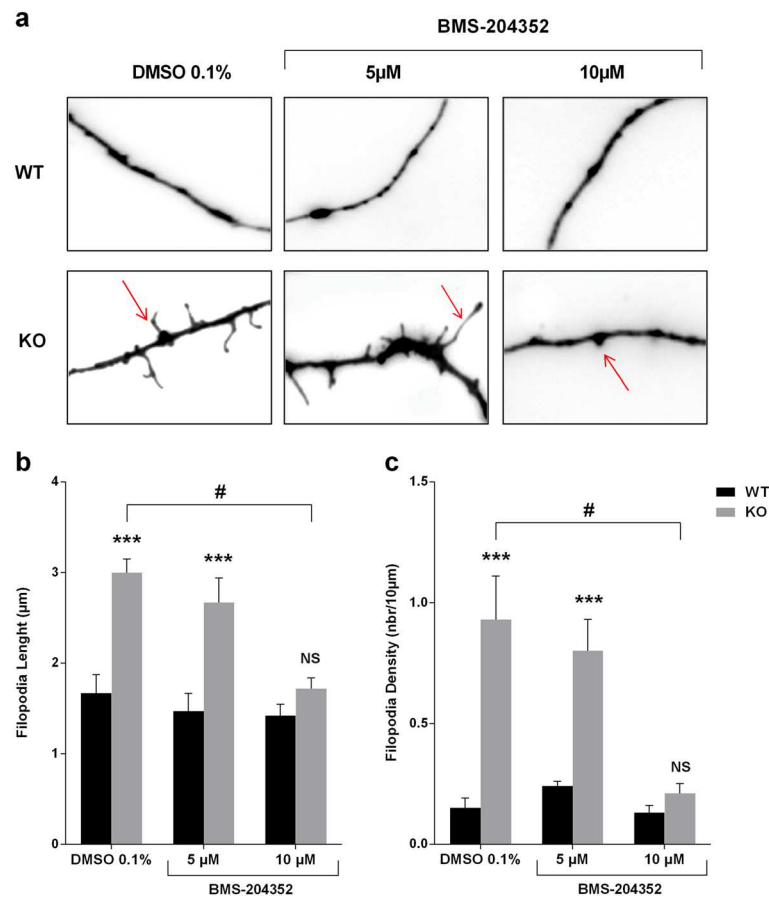 a
BMS-204352
DMSO 0.1%
5µM
10µM
WT
KO
b
Filopodia Lenght (µm)
4
3
2
1
0
#
***
***
NS
DMSO 0.1%
5 µM
10 µM
BMS-204352
c
Filopodia Density (nbr/10µm)
1.5
1.0
0.5
0.0
#
***
***
NS
DMSO 0.1%
5 µM
10 µM
BMS-204352
WT
KO